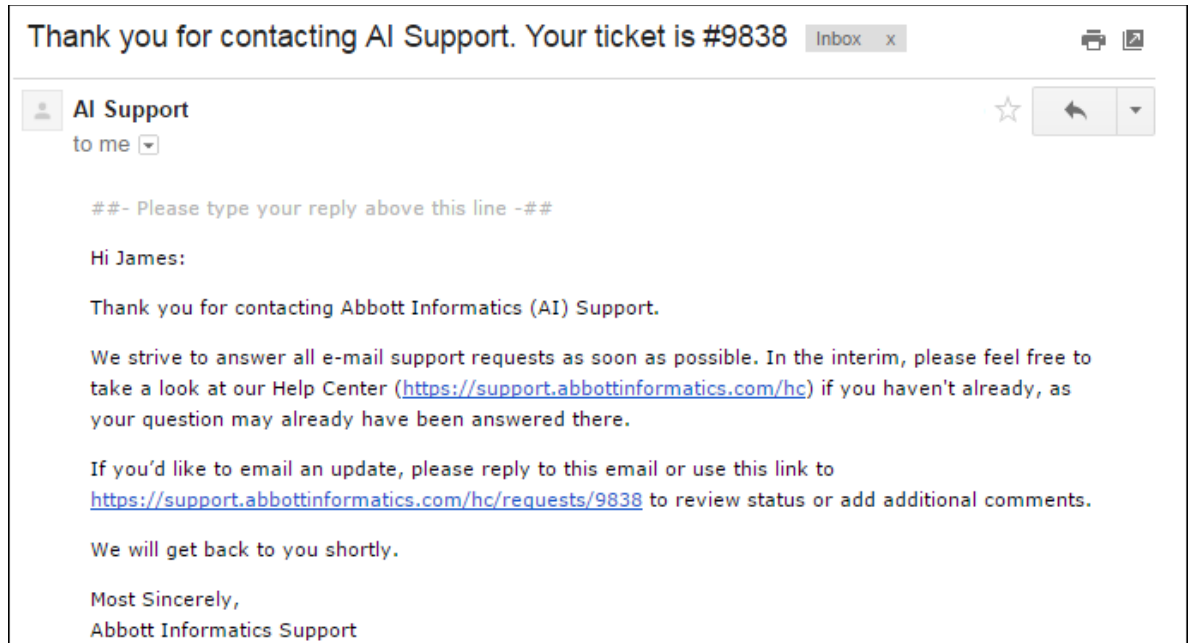 Thank you for contacting AI Support. Your ticket is #9838 Inbox x
AI Support
to me
##- Please type your reply above this line -##
Hi James:
Thank you for contacting Abbott Informatics (AI) Support.
We strive to answer all e-mail support requests as soon as possible. In the interim, please feel free to
take a look at our Help Center (https://support.abbottinformatics.com/hc) if you haven't already, as
your question may already have been answered there.
If you’d like to email an update, please reply to this email or use this link to
https://support.abbottinformatics.com/hc/requests/9838 to review status or add additional comments.
We will get back to you shortly.
Most Sincerely,
Abbott Informatics Support